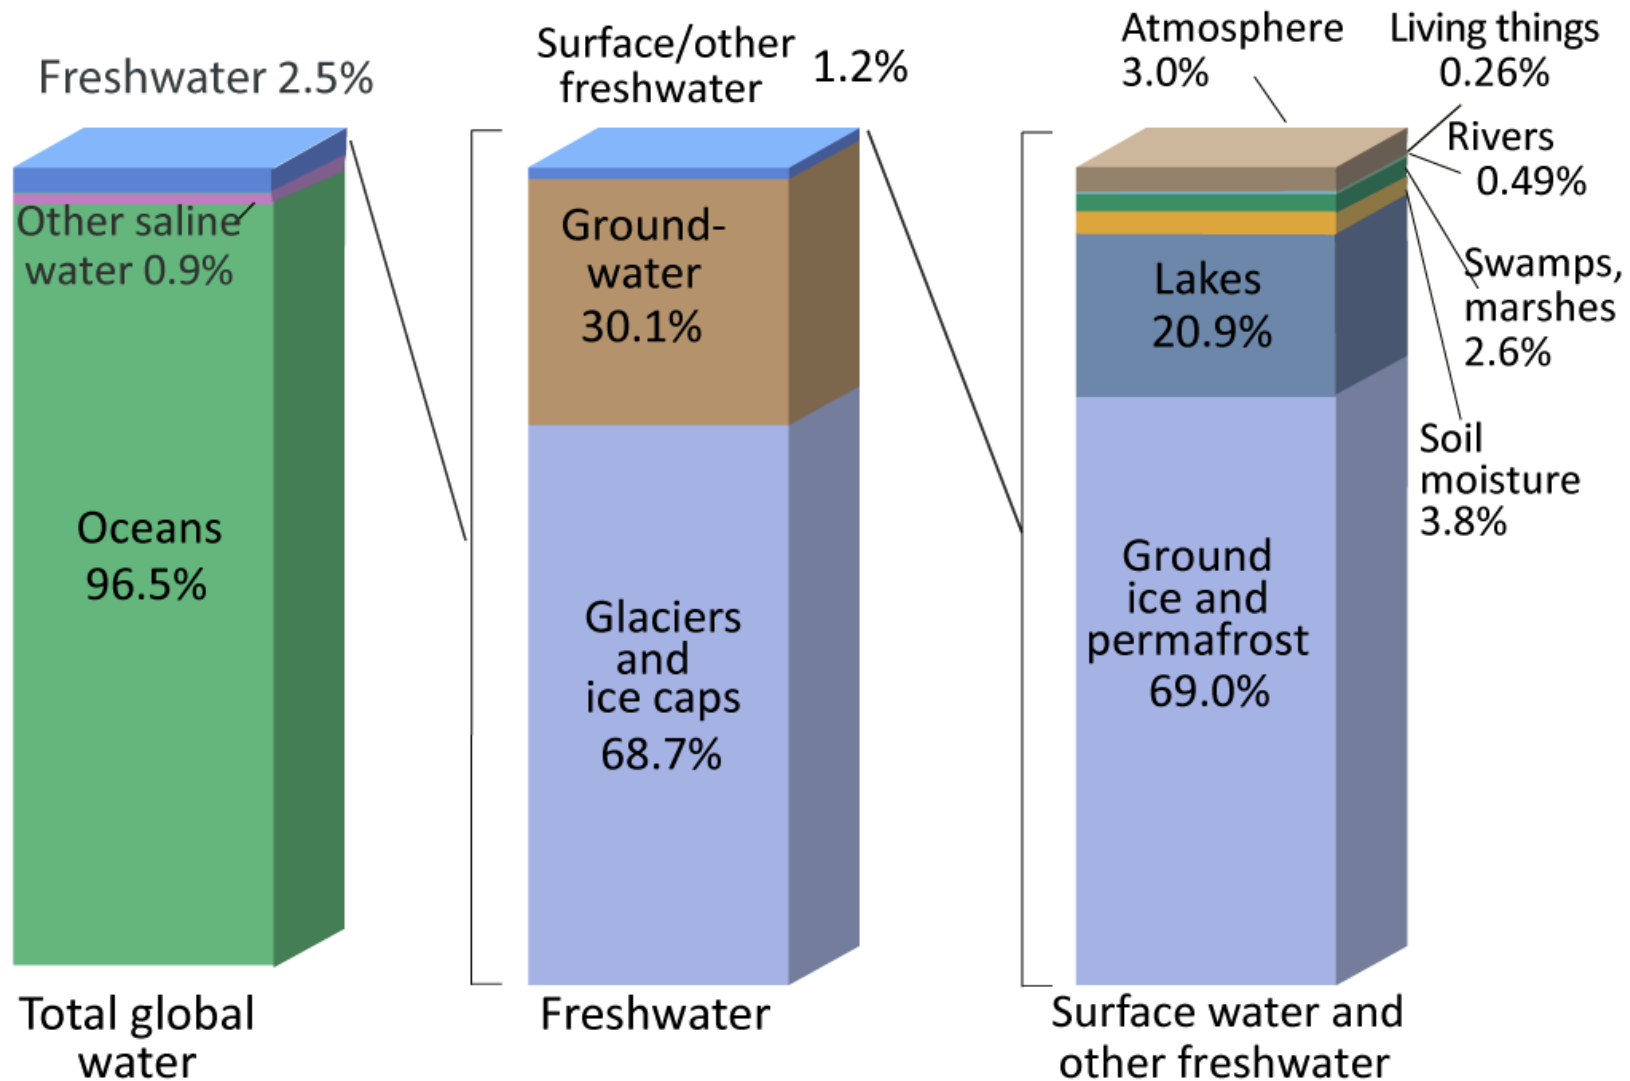 Freshwater 2.5%
Other saline
water 0.9%
Oceans
96.5%
Total global
water
Surface/other
freshwater
1.2%
Ground-
water
30.1%
Glaciers
and
ice caps
68.7%
Freshwater
Atmosphere
3.0%
Living things
0.26%
Rivers
0.49%
Swamps,
marshes
2.6%
Soil
moisture
3.8%
Lakes
20.9%
Ground
ice and
permafrost
69.0%
Surface water and
other freshwater